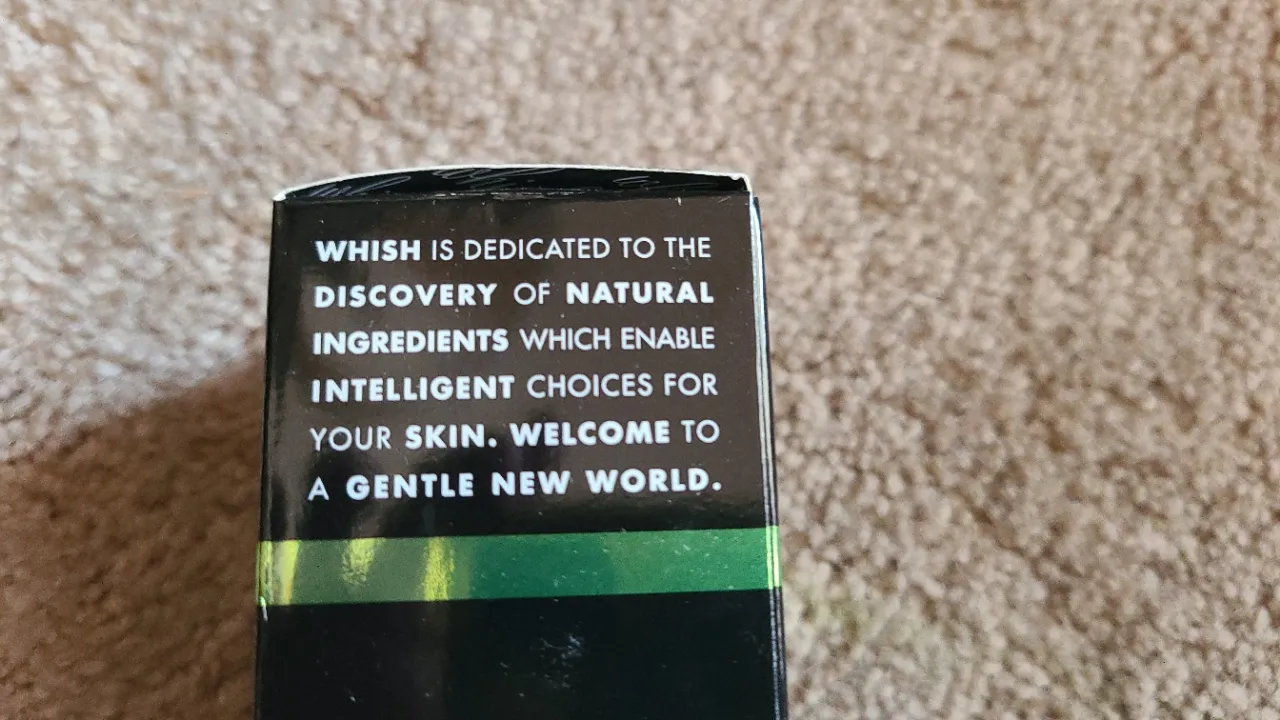 WHISH IS DEDICATED TO THE
DISCOVERY OF NATURAL
INGREDIENTS WHICH ENABLE
INTELLIGENT CHOICES FOR
YOUR SKIN. WELCOME TO
A GENTLE NEW WORLD.